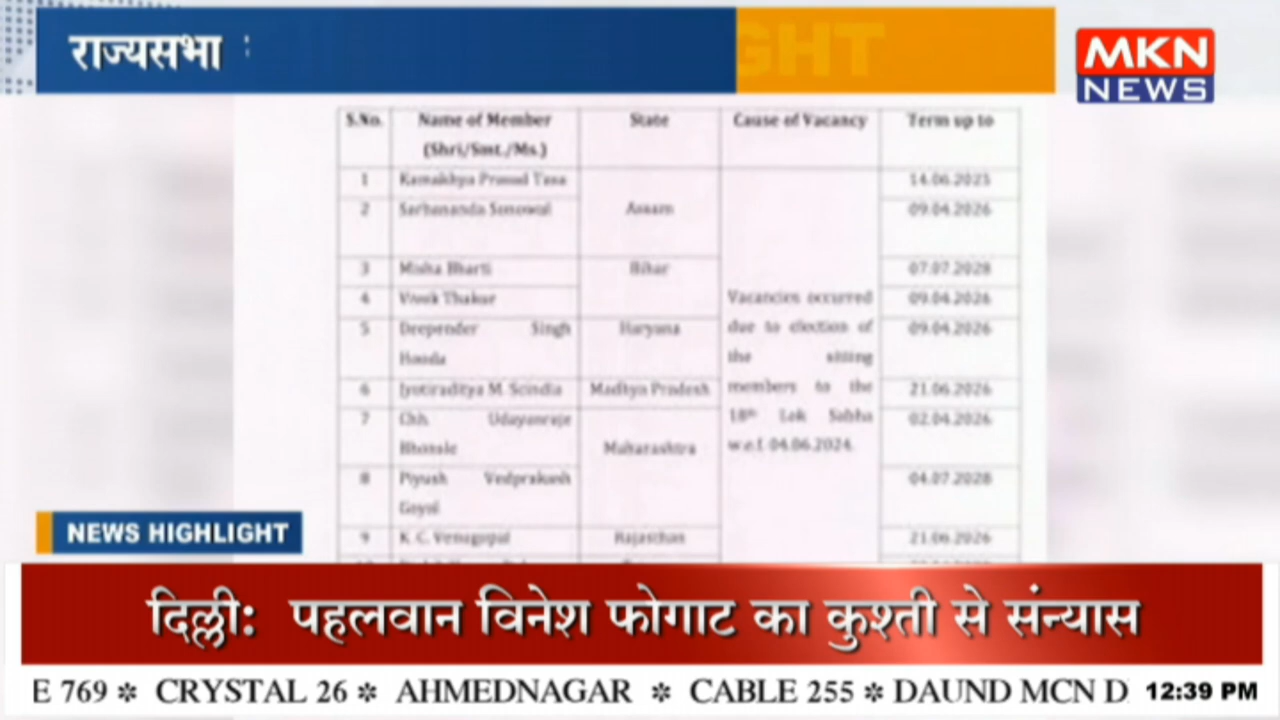 राज्यसभा :
GHT
MKN
NEWS
S.No. Name of Member (Shri/Smt./Ms.) State Cause of Vacancy Term up to
1 Kamakhya Prasad Tasa 14.06.2025
2 Sarbananda Sonowal Assam 09.04.2026
3 Misha Bharti Bihar 07.07.2028
4 Vivek Thakur 09.04.2026
5 Deepender Singh Hooda Haryana 09.04.2026
6 Jyotiraditya M. Scindia Madhya Pradesh 21.06.2026
7 Chh. Udayanraje Bhonsle Maharashtra 02.04.2026
8 Piyush Vedprakash Goyal 04.07.2028
9 K. C. Venugopal Rajasthan 21.06.2026
Vacancies occurred
due to election of
the sitting
members to the
18th Lok Sabha
w.e.f. 04.06.2024.
NEWS HIGHLIGHT
दिल्ली: पहलवान विनेश फोगाट का कुश्ती से संन्यास
E 769 ❇ CRYSTAL 26 ❇ AHMEDNAGAR ❇ CABLE 255 ❇ DAUND MCN D 12:39 PM